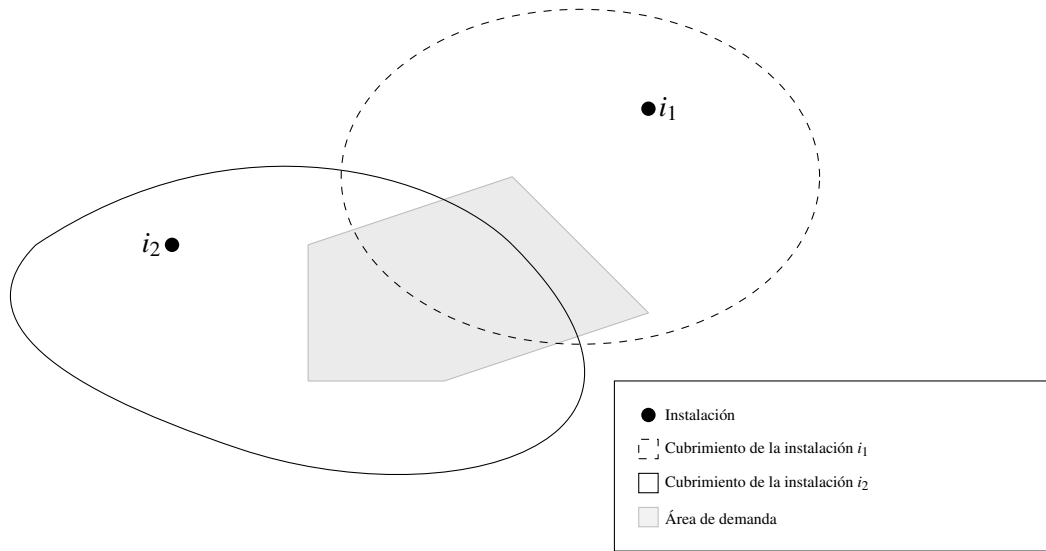 i1
i2
Instalación
Cubrimiento de la instalación i1
Cubrimiento de la instalación i2
Área de demanda